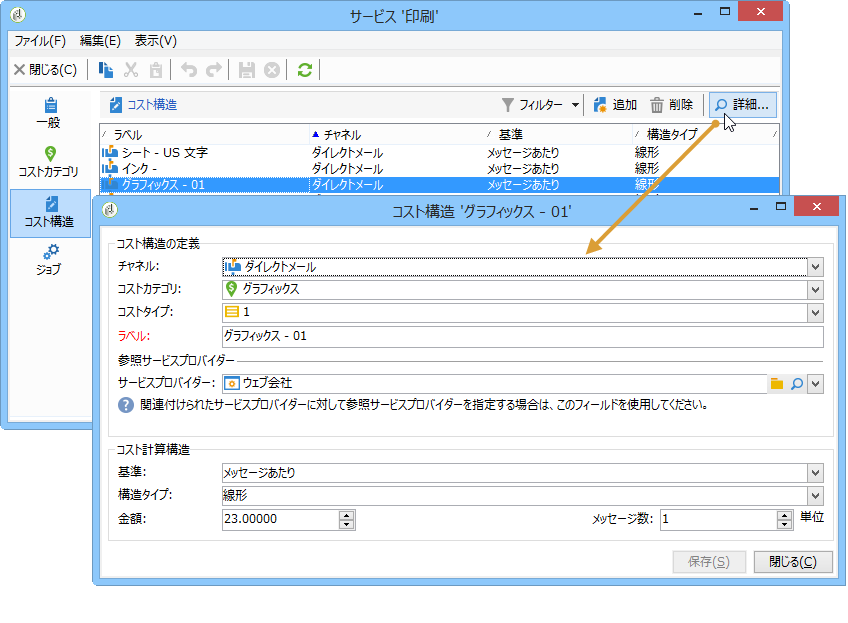 サービス '印刷'
ファイル(F) 編集(E) 表示(V)
閉じる(C)
一般
コストカテゴリ
コスト構造
ジョブ
コスト構造 フィルター 追加 削除 詳細...
ラベル チャネル 基準 構造タイプ
シート - US 文字 ダイレクトメール メッセージあたり 線形
インク - ダイレクトメール メッセージあたり 線形
グラフィックス - 01 ダイレクトメール メッセージあたり 線形
コスト構造 'グラフィックス - 01'
コスト構造の定義
チャネル: ダイレクトメール
コストカテゴリ: グラフィックス
コストタイプ: 1
ラベル: グラフィックス - 01
参照サービスプロバイダー
サービスプロバイダー: ウェブ会社
関連付けられたサービスプロバイダーに対して参照サービスプロバイダーを指定する場合は、このフィールドを使用してください。
コスト計算構造
基準: メッセージあたり
構造タイプ: 線形
金額: 23.00000 メッセージ数: 1 単位
保存(S) 閉じる(C)